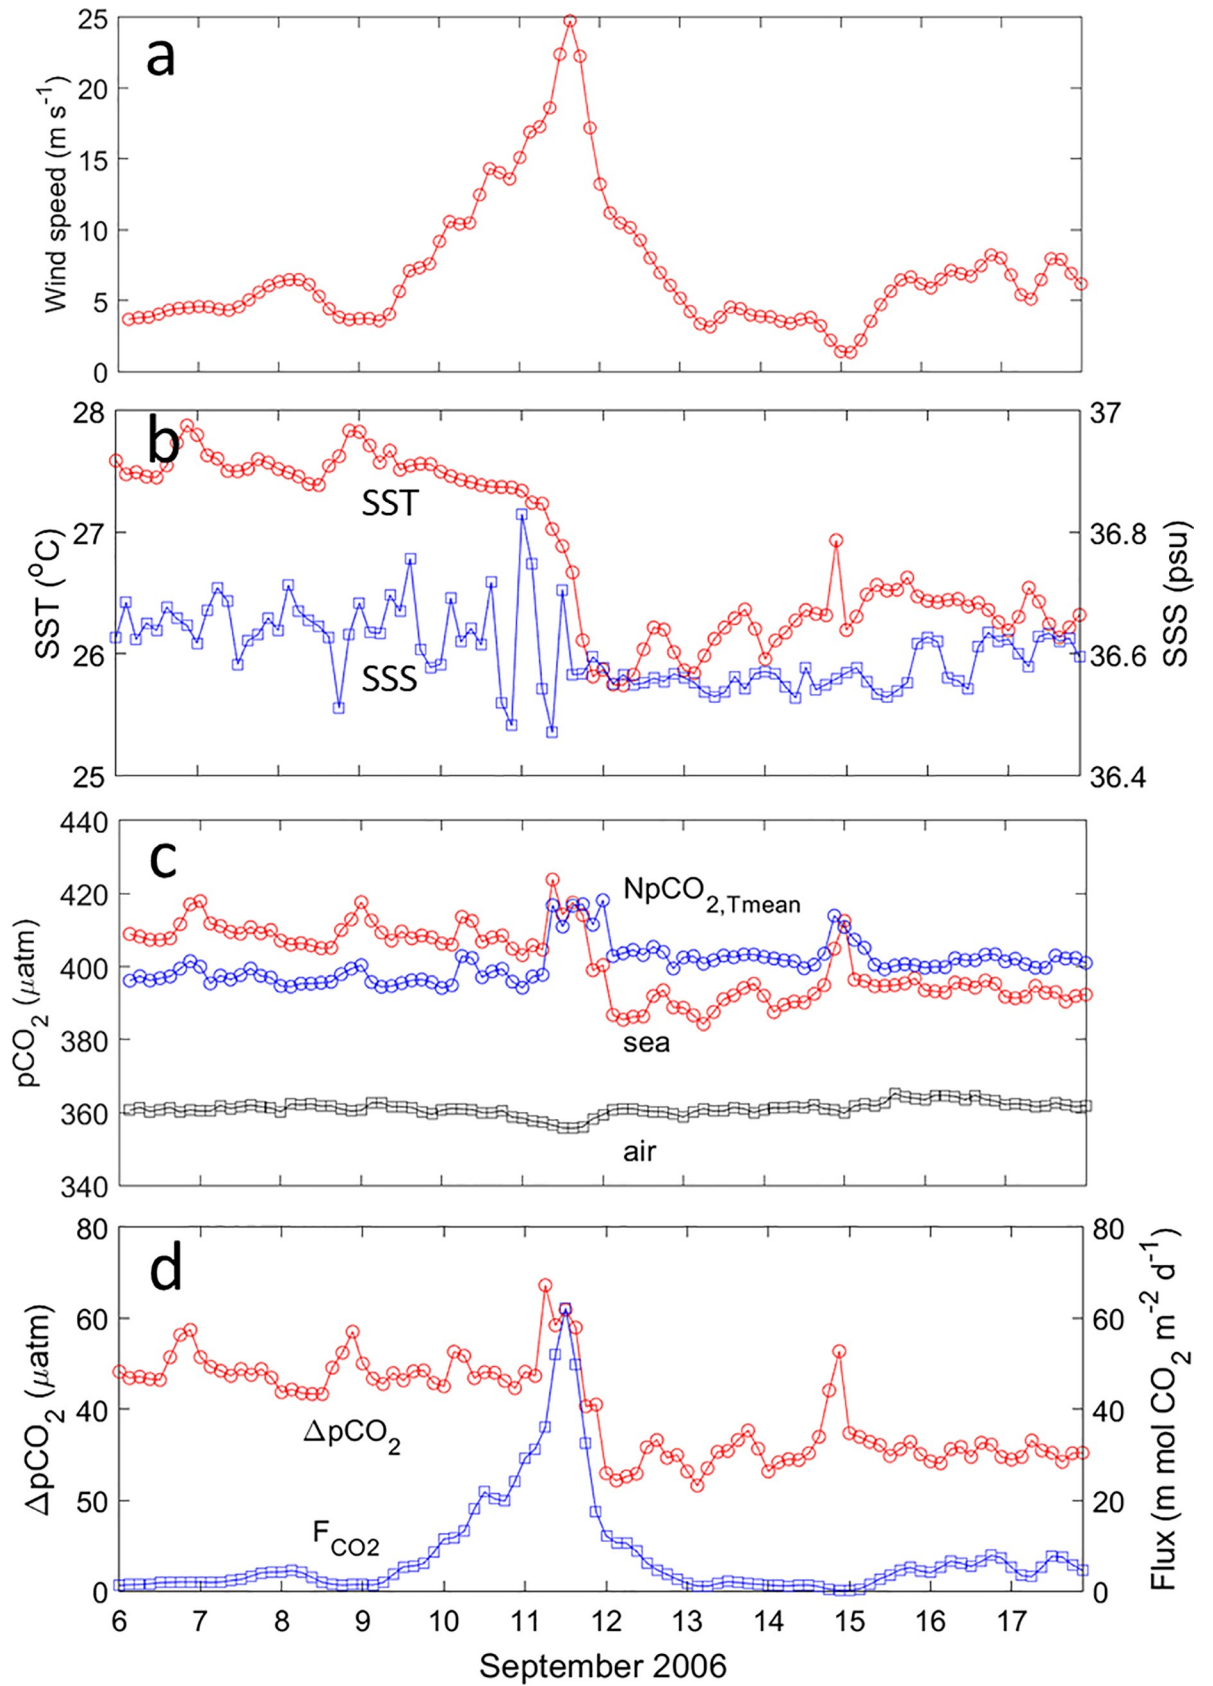 a
25
20
15
10
5
0
Wind speed (m s-1)
b
28
27
26
25
SST (oC)
SST
SSS
37
36.8
36.6
36.4
SSS (psu)
c
440
420
400
380
360
340
pCO2 (μatm)
NpCO2,Tmean
sea
air
d
80
60
40
50
0
ΔpCO2 (μatm)
ΔpCO2
FCO2
80
60
40
20
0
Flux (m mol CO2 m-2 d-1)
6 7 8 9 10 11 12 13 14 15 16 17
September 2006